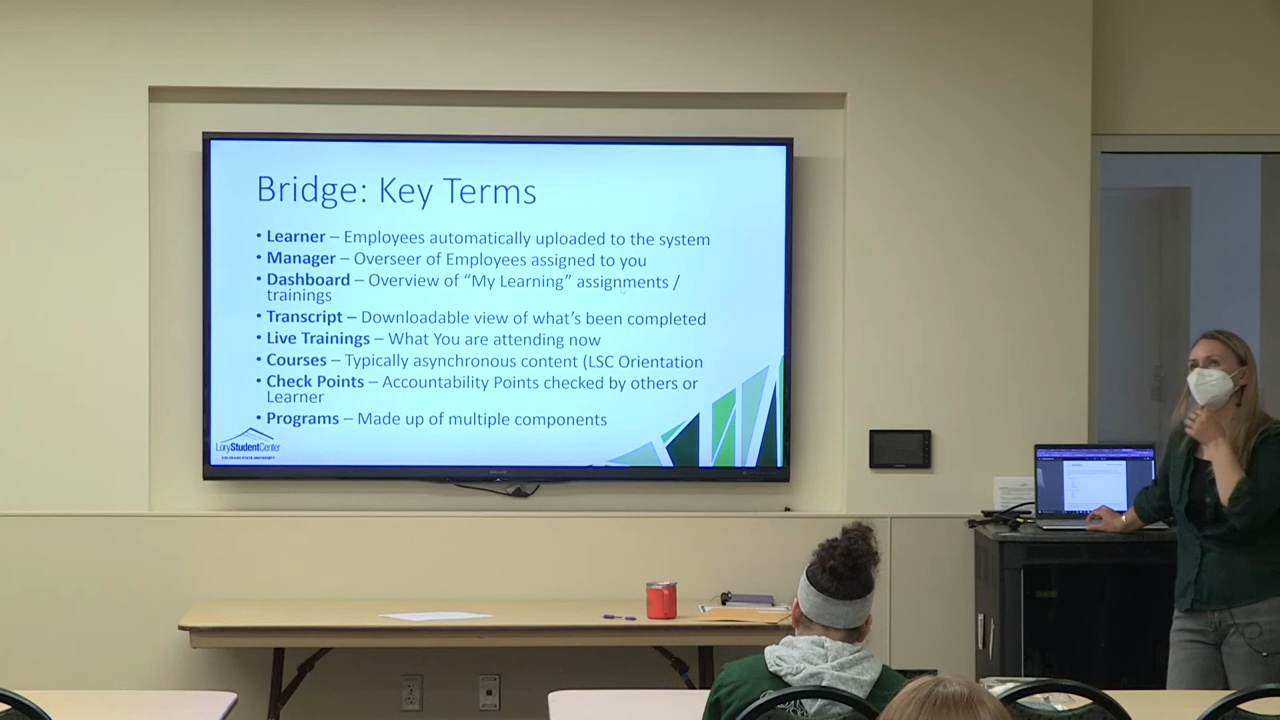 Bridge: Key Terms
• Learner – Employees automatically uploaded to the system
• Manager – Overseer of Employees assigned to you
• Dashboard – Overview of “My Learning” assignments /
trainings
• Transcript – Downloadable view of what’s been completed
• Live Trainings – What You are attending now
• Courses – Typically asynchronous content (LSC Orientation
• Check Points – Accountability Points checked by others or
Learner
• Programs – Made up of multiple components
LoryStudentCenter
COLORADO STATE UNIVERSITY